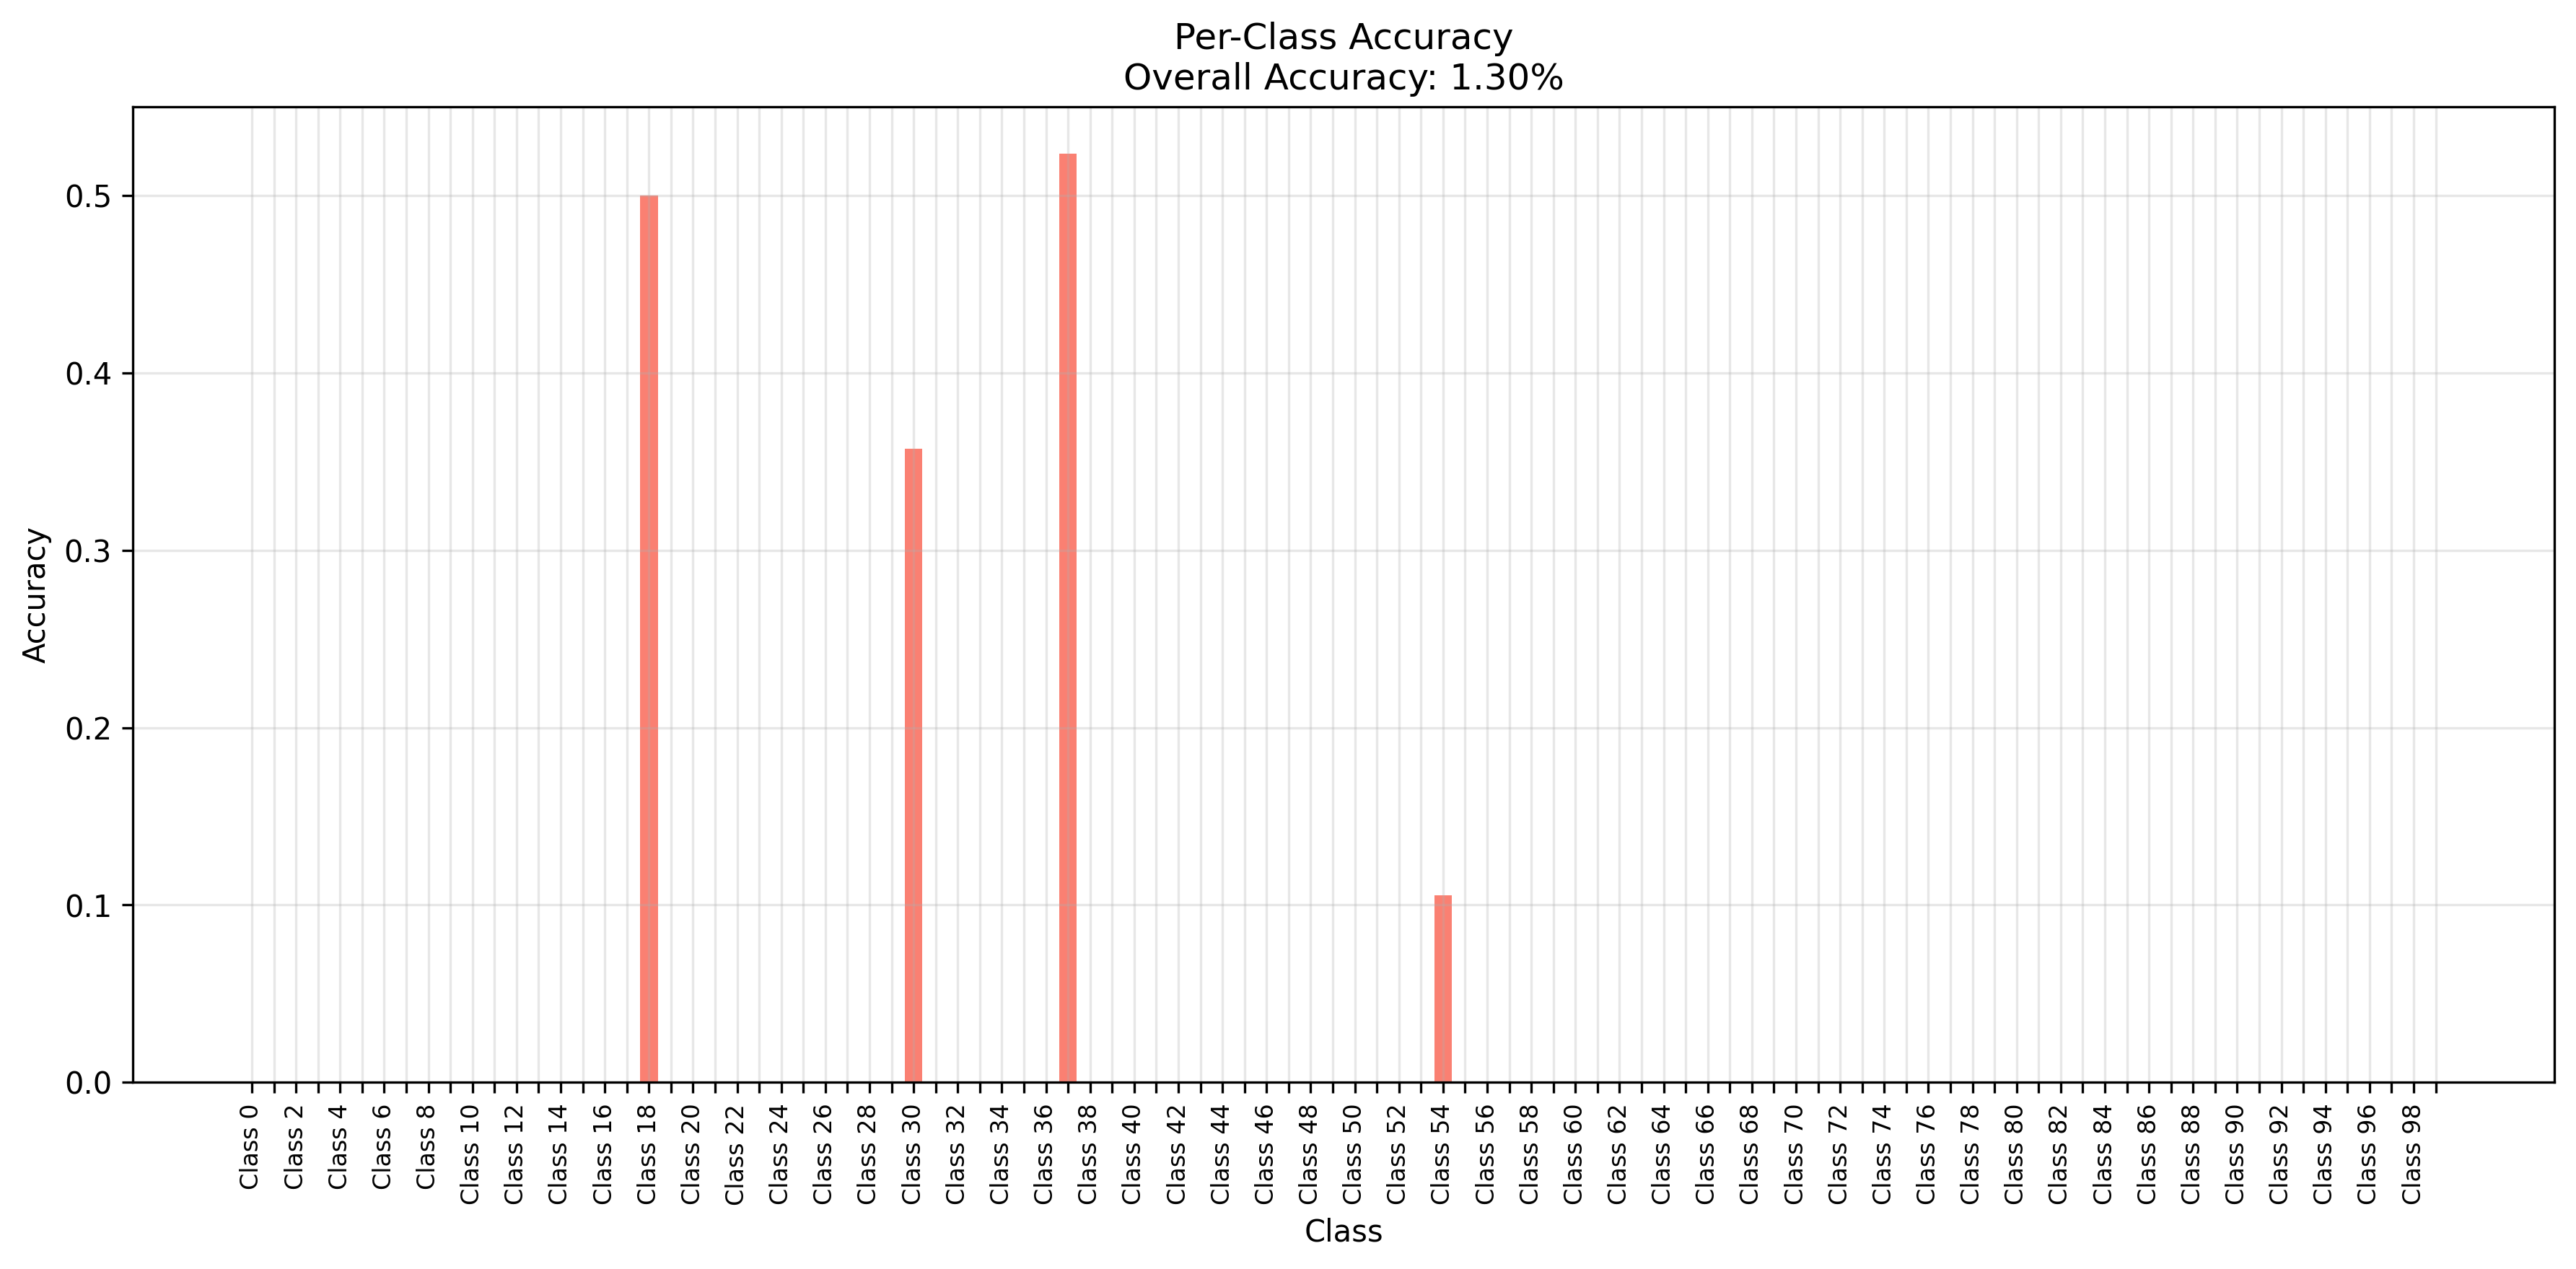 Per-Class Accuracy
Overall Accuracy: 1.30%
Accuracy
0.5
0.4
0.3
0.2
0.1
0.0
Class 0
Class 2
Class 4
Class 6
Class 8
Class 10
Class 12
Class 14
Class 16
Class 18
Class 20
Class 22
Class 24
Class 26
Class 28
Class 30
Class 32
Class 34
Class 36
Class 38
Class 40
Class 42
Class 44
Class 46
Class 48
Class 50
Class 52
Class 54
Class 56
Class 58
Class 60
Class 62
Class 64
Class 66
Class 68
Class 70
Class 72
Class 74
Class 76
Class 78
Class 80
Class 82
Class 84
Class 86
Class 88
Class 90
Class 92
Class 94
Class 96
Class 98
Class